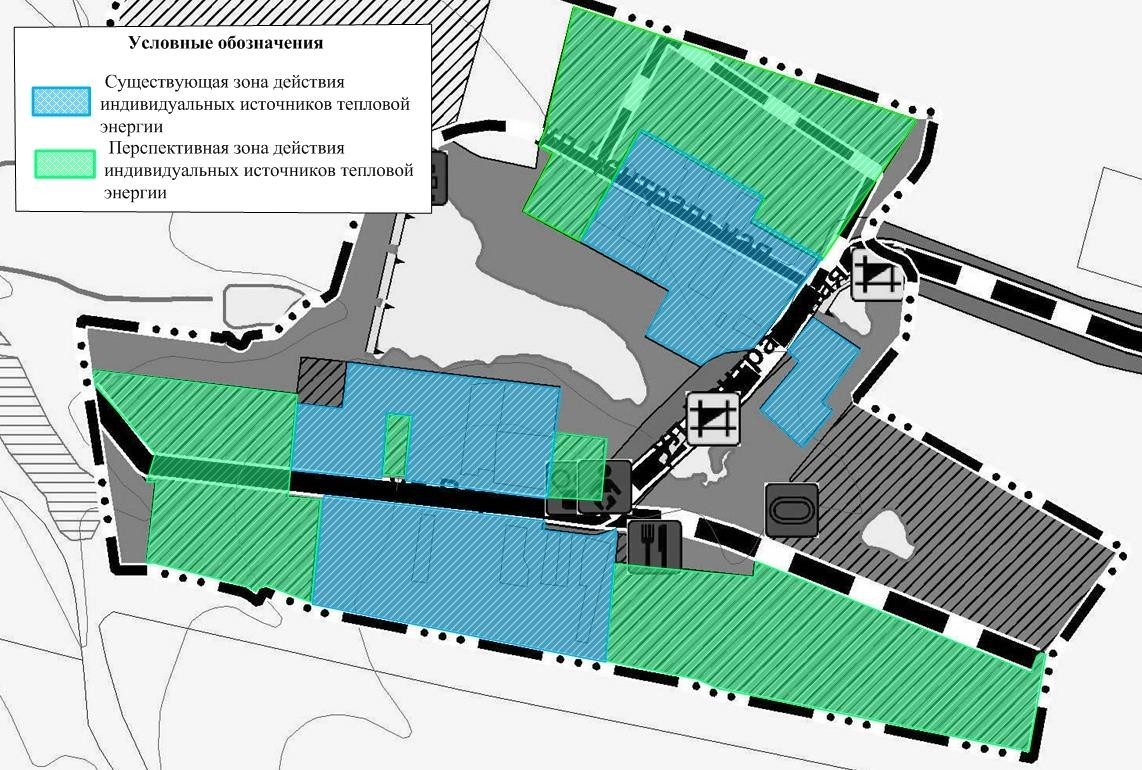 Условные обозначения
Существующая зона действия
индивидуальных источников тепловой
энергии
Перспективная зона действия
индивидуальных источников тепловой
энергии